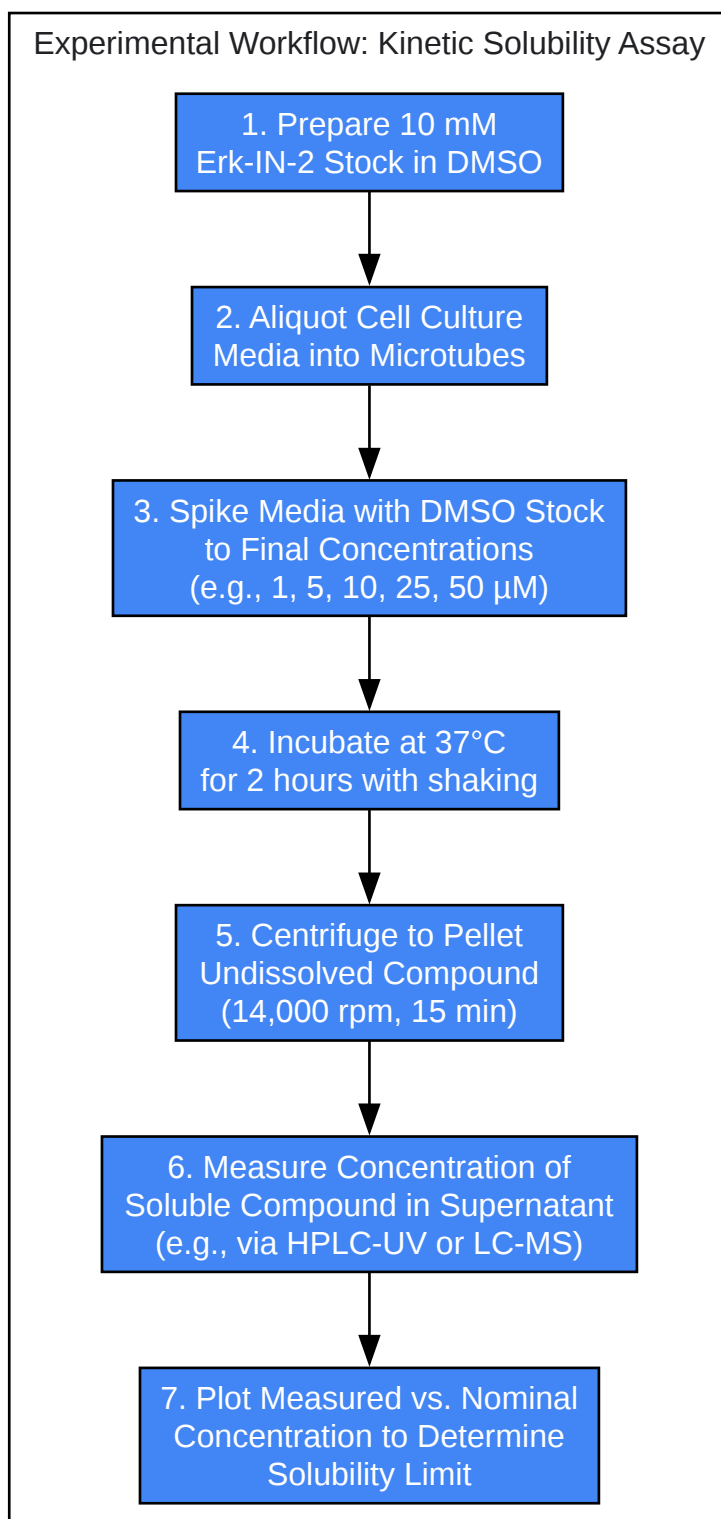 Experimental Workflow: Kinetic Solubility Assay
1. Prepare 10 mM
Erk-IN-2 Stock in DMSO
2. Aliquot Cell Culture
Media into Microtubes
3. Spike Media with DMSO Stock
to Final Concentrations
(e.g., 1, 5, 10, 25, 50 µM)
4. Incubate at 37°C
for 2 hours with shaking
5. Centrifuge to Pellet
Undissolved Compound
(14,000 rpm, 15 min)
6. Measure Concentration of
Soluble Compound in Supernatant
(e.g., via HPLC-UV or LC-MS)
7. Plot Measured vs. Nominal
Concentration to Determine
Solubility Limit